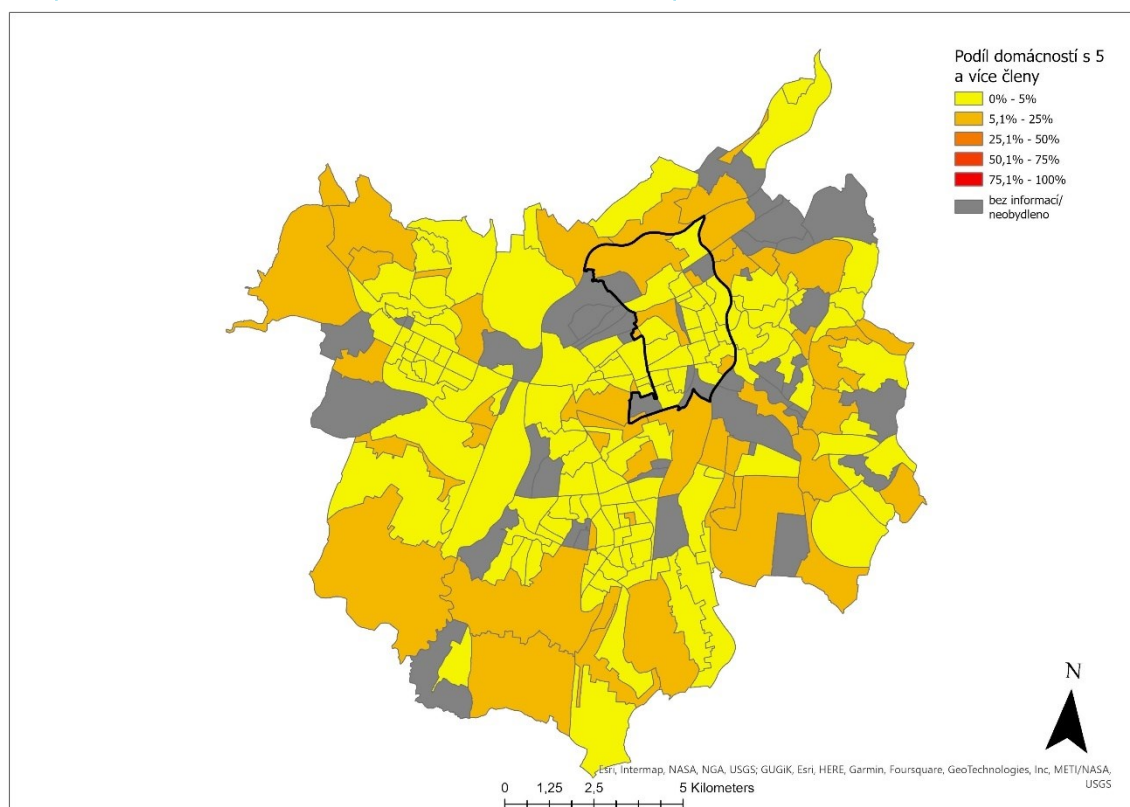 Podíl domácností s 5
a více členy
0% - 5%
5,1% - 25%
25,1% - 50%
50,1% - 75%
75,1% - 100%
bez informací/
neobydleno
N
Esri, Intermap, NASA, NGA, USGS; GUGiK, Esri, HERE, Garmin, Foursquare, GeoTechnologies, Inc, METI/NASA,
USGS
0 1,25 2,5 5 Kilometers